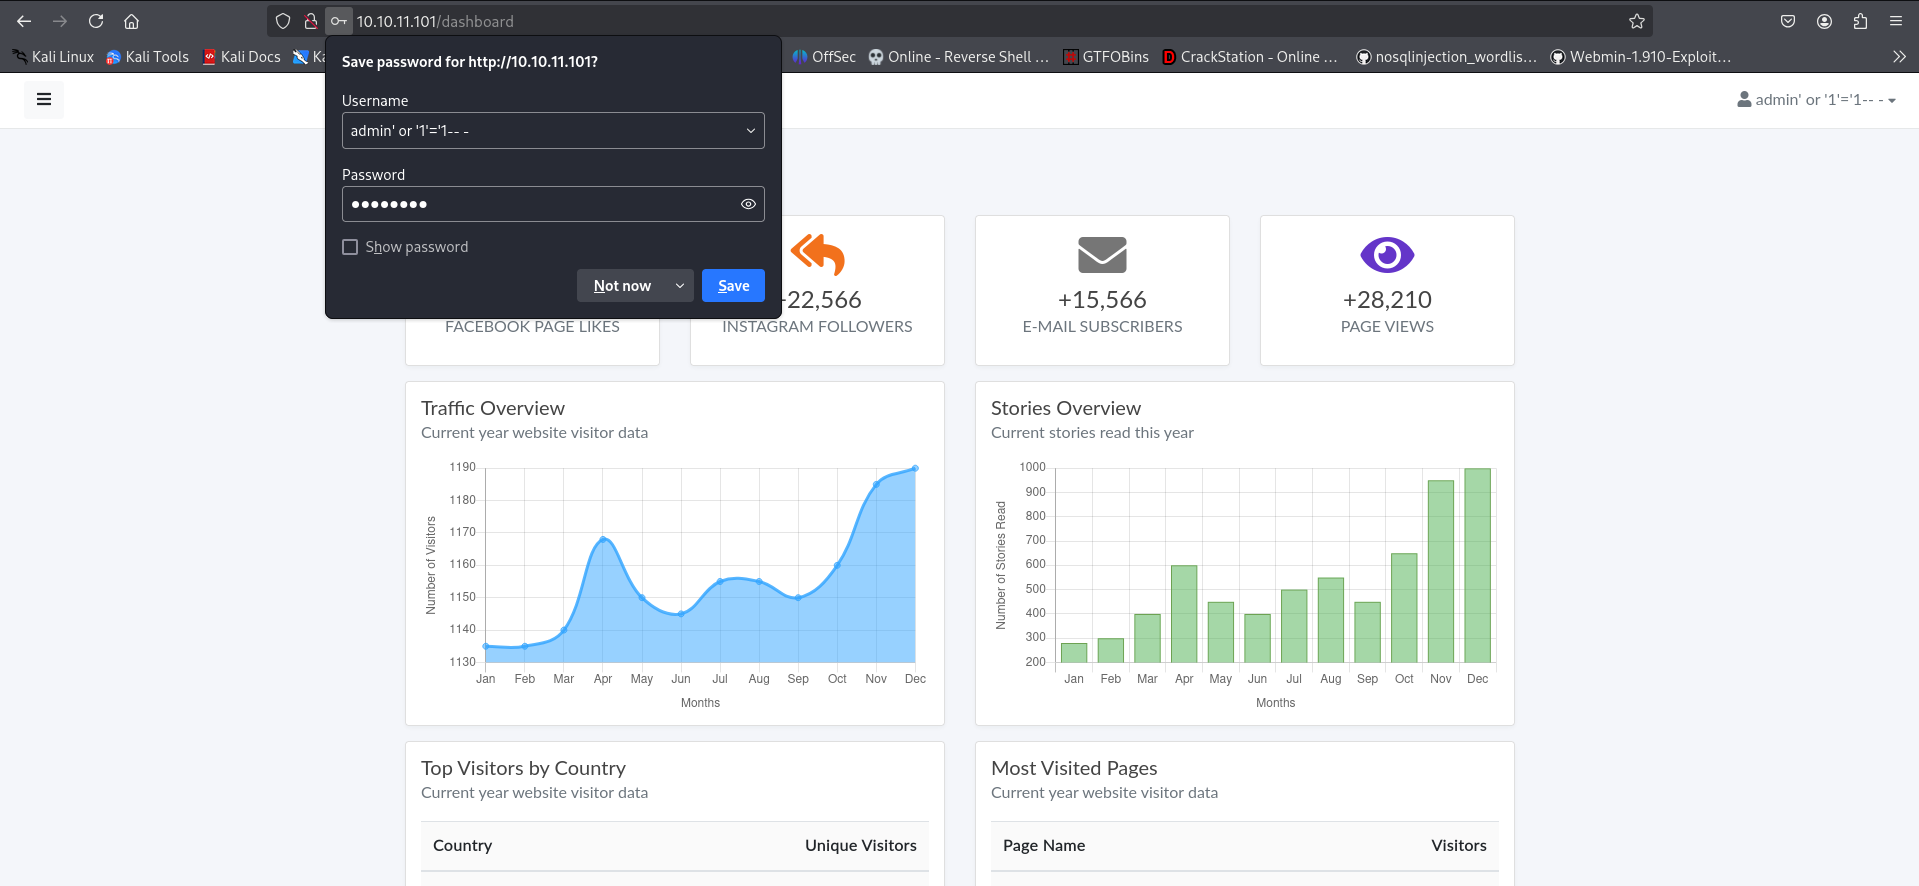 10.10.11.101/dashboard
Kali Linux Kali Tools Kali Docs Ka OffSec Online - Reverse Shell ... GTFOBins CrackStation - Online ... nosqlinjection_wordlis... Webmin-1.910-Exploit...
Save password for http://10.10.11.101?
Username
admin' or '1'='1-- -
Password
Show password
Not now Save
admin' or '1'='1-- -
FACEBOOK PAGE LIKES
22,566
INSTAGRAM FOLLOWERS
+15,566
E-MAIL SUBSCRIBERS
+28,210
PAGE VIEWS
Traffic Overview
Current year website visitor data
1190
1180
1170
1160
1150
1140
1130
Number of Visitors
Jan Feb Mar Apr May Jun Jul Aug Sep Oct Nov Dec
Months
Stories Overview
Current stories read this year
1000
900
800
700
600
500
400
300
200
Number of Stories Read
Jan Feb Mar Apr May Jun Jul Aug Sep Oct Nov Dec
Months
Top Visitors by Country
Current year website visitor data
Country Unique Visitors
Most Visited Pages
Current year website visitor data
Page Name Visitors